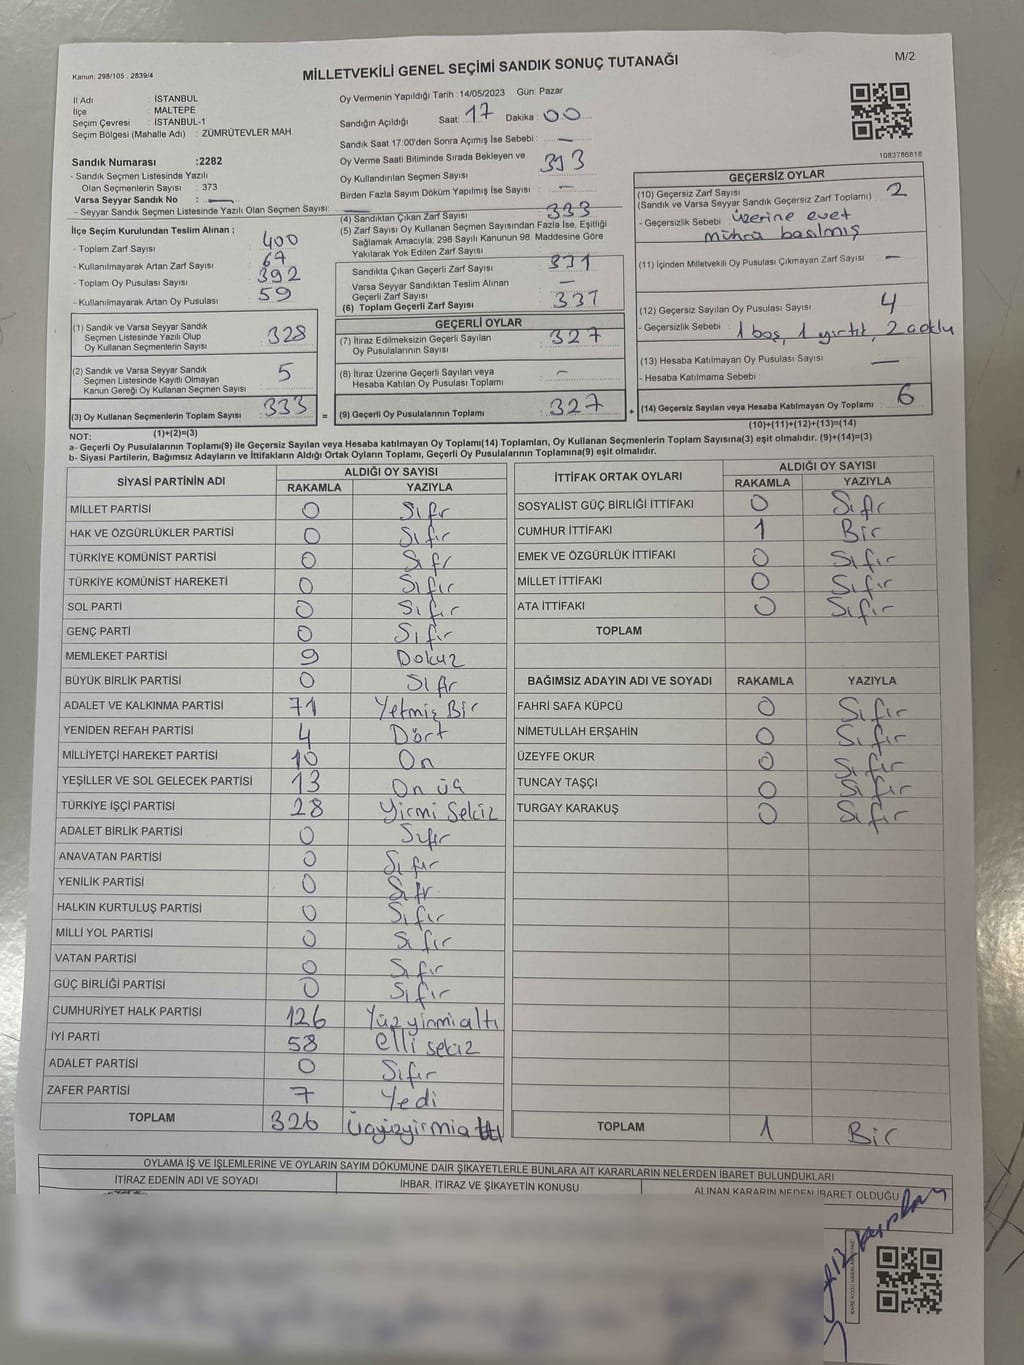 Kanun: 298/105 , 2839/4
MİLLETVEKİLİ GENEL SEÇİMİ SANDIK SONUÇ TUTANAĞI
M/2
İl Adı : İSTANBUL
İlçe : MALTEPE
Seçim Çevresi : İSTANBUL-1
Seçim Bölgesi (Mahalle Adı) : ZÜMRÜTEVLER MAH.
Sandık Numarası :2282
- Sandık Seçmen Listesinde Yazılı
Olan Seçmenlerin Sayısı : 373
Varsa Seyyar Sandık No : —
- Seyyar Sandık Seçmen Listesinde Yazılı Olan Seçmen Sayısı: —
İlçe Seçim Kurulundan Teslim Alınan ;
- Toplam Zarf Sayısı : 400
- Kullanılmayarak Artan Zarf Sayısı : 67
- Toplam Oy Pusulası Sayısı : 392
- Kullanılmayarak Artan Oy Pusulası : 59
Oy Vermenin Yapıldığı Tarih :14/05/2023 Gün: Pazar
Sandığın Açıldığı Saat: 17 Dakika: 00
Sandık Saat 17:00'den Sonra Açımış İse Sebebi : —
Oy Verme Saati Bitiminde Sırada Bekleyen ve
Oy Kullandırılan Seçmen Sayısı :
Birden Fazla Sayım Döküm Yapılmış İse Sayısı : —
(4) Sandıktan Çıkan Zarf Sayısı : 333
(5) Zarf Sayısı Oy Kullanan Seçmen Sayısından Fazla İse, Eşitliği
Sağlamak Amacıyla, 298 Sayılı Kanunun 98. Maddesine Göre
Yakılarak Yok Edilen Zarf Sayısı :
Sandıkta Çıkan Geçerli Zarf Sayısı : 331
Varsa Seyyar Sandıktan Teslim Alınan
Geçerli Zarf Sayısı : —
(6) Toplam Geçerli Zarf Sayısı : 331
1083786818
GEÇERSİZ OYLAR
(10) Geçersiz Zarf Sayısı : 2
(Sandık ve Varsa Seyyar Sandık Geçersiz Zarf Toplamı)
- Geçersizlik Sebebi : üzerine evet
mührü basılmış
(11) İçinden Milletvekili Oy Pusulası Çıkmayan Zarf Sayısı : —
(12) Geçersiz Sayılan Oy Pusulası Sayısı : 4
- Geçersizlik Sebebi : 1 boş, 1 yırtık, 2 çoklu
(13) Hesaba Katılmayan Oy Pusulası Sayısı : —
- Hesaba Katılmama Sebebi :
(14) Geçersiz Sayılan veya Hesaba Katılmayan Oy Toplamı : 6
(10)+(11)+(12)+(13)=(14)
(1) Sandık ve Varsa Seyyar Sandık
Seçmen Listesinde Yazılı Olup
Oy Kullanan Seçmenlerin Sayısı : 328
(2) Sandık ve Varsa Seyyar Sandık
Seçmen Listesinde Kayıtlı Olmayan
Kanun Gereği Oy Kullanan Seçmen Sayısı : 5
(3) Oy Kullanan Seçmenlerin Toplam Sayısı : 333 =
(1)+(2)=(3)
GEÇERLİ OYLAR
(7) İtiraz Edilmeksizin Geçerli Sayılan
Oy Pusulalarının Sayısı : 327
(8) İtiraz Üzerine Geçerli Sayılan veya
Hesaba Katılan Oy Pusulası Toplamı : —
(9) Geçerli Oy Pusulalarının Toplamı : 327 +
NOT:
a- Geçerli Oy Pusulalarının Toplamı(9) ile Geçersiz Sayılan veya Hesaba katılmayan Oy Toplamı(14) Toplamları, Oy Kullanan Seçmenlerin Toplam Sayısına(3) eşit olmalıdır. (9)+(14)=(3)
b- Siyasi Partilerin, Bağımsız Adayların ve İttifakların Aldığı Ortak Oyların Toplamı, Geçerli Oy Pusulalarının Toplamına(9) eşit olmalıdır.
SİYASİ PARTİNİN ADI ALDIĞI OY SAYISI
RAKAMLA YAZIYLA
MİLLET PARTİSİ 0 Sıfır
HAK VE ÖZGÜRLÜKLER PARTİSİ 0 Sıfır
TÜRKİYE KOMÜNİST PARTİSİ 0 Sıfr
TÜRKİYE KOMÜNİST HAREKETİ 0 Sıfır
SOL PARTİ 0 Sıfır
GENÇ PARTİ 0 Sıfır
MEMLEKET PARTİSİ 9 Dokuz
BÜYÜK BİRLİK PARTİSİ 0 Sıfır
ADALET VE KALKINMA PARTİSİ 71 Yetmiş Bir
YENİDEN REFAH PARTİSİ 4 Dört
MİLLİYETÇİ HAREKET PARTİSİ 10 On
YEŞİLLER VE SOL GELECEK PARTİSİ 13 On üç
TÜRKİYE İŞÇİ PARTİSİ 28 Yirmi Sekiz
ADALET BİRLİK PARTİSİ 0 Sıfır
ANAVATAN PARTİSİ 0 Sıfır
YENİLİK PARTİSİ 0 Sıfr
HALKIN KURTULUŞ PARTİSİ 0 Sıfır
MİLLİ YOL PARTİSİ 0 Sıfır
VATAN PARTİSİ 0 Sıfır
GÜÇ BİRLİĞİ PARTİSİ 0 Sıfır
CUMHURİYET HALK PARTİSİ 126 Yüz yirmialtı
İYİ PARTİ 58 elli sekiz
ADALET PARTİSİ 0 Sıfır
ZAFER PARTİSİ 7 Yedi
TOPLAM 326
İTTİFAK ORTAK OYLARI ALDIĞI OY SAYISI
RAKAMLA YAZIYLA
SOSYALİST GÜÇ BİRLİĞİ İTTİFAKI 0 Sıfır
CUMHUR İTTİFAKI 1 Bir
EMEK VE ÖZGÜRLÜK İTTİFAKI 0 Sıfır
MİLLET İTTİFAKI 0 Sıfır
ATA İTTİFAKI 0 Sıfır
TOPLAM
BAĞIMSIZ ADAYIN ADI VE SOYADI RAKAMLA YAZIYLA
FAHRİ SAFA KÜPCÜ 0 Sıfır
NİMETULLAH ERŞAHİN 0 Sıfır
ÜZEYFE OKUR 0 Sıfır
TUNCAY TAŞÇI 0 Sıfır
TURGAY KARAKUŞ 0 Sıfır
TOPLAM 1 Bir
OYLAMA İŞ VE İŞLEMLERİNE VE OYLARIN SAYIM DÖKÜMÜNE DAİR ŞİKAYETLERLE BUNLARA AİT KARARLARIN NELERDEN İBARET BULUNDUKLARI
İTİRAZ EDENİN ADI VE SOYADI İHBAR, İTİRAZ VE ŞİKAYETİN KONUSU ALINAN KARARIN NEDEN İBARET OLDUĞU